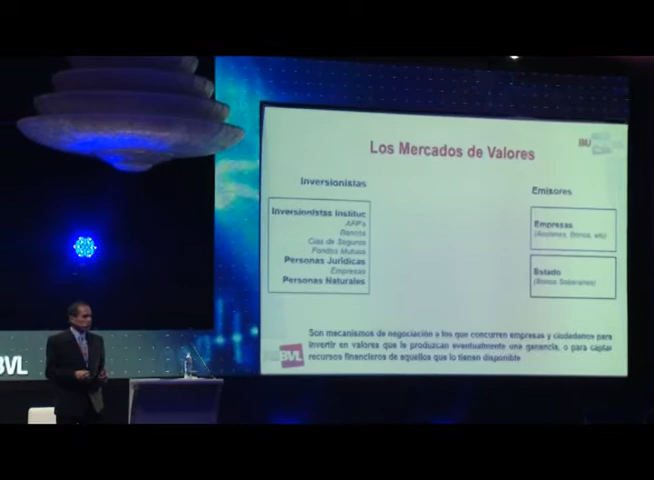 Los Mercados de Valores
Inversionistas
Emisores
Inversionistas Instituc
AFP's
Bancos
Cias de Seguros
Fondos Mutuos
Personas Jurídicas
Empresas
Personas Naturales
Empresas
(Acciones, Bonos, etc)
Estado
(Bonos Soberanos)
Son mecanismos de negociación a los que concurren empresas y ciudadanos para
invertir en valores que le produzcan eventualmente una ganancia, o para captar
recursos financieros de aquellos que lo tienen disponible
BVL
BVL